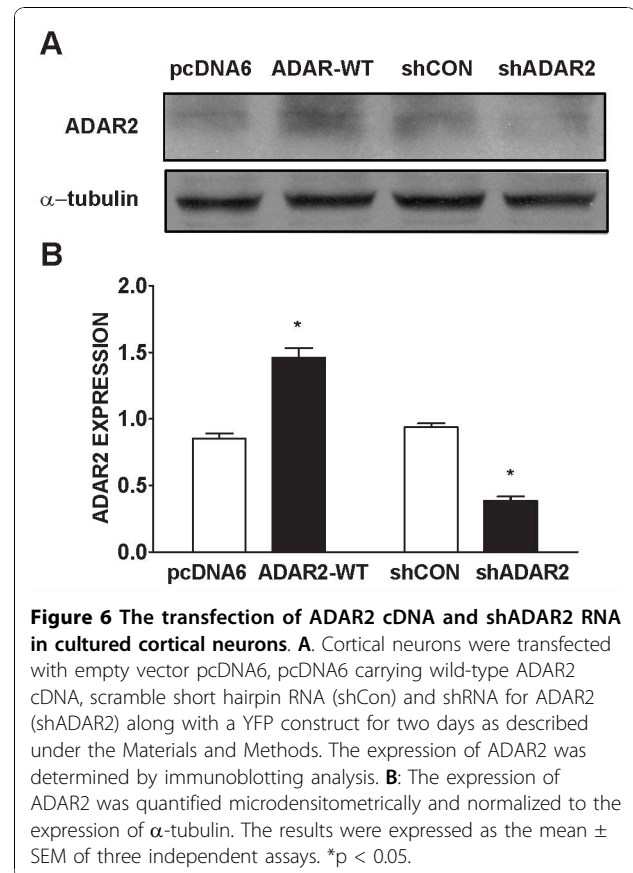 A
pcDNA6 ADAR-WT shCON shADAR2
ADAR2
α–tubulin
B
2.0
1.5
1.0
0.5
0.0
ADAR2 EXPRESSION
*
*
pcDNA6 ADAR2-WT shCON shADAR2
Figure 6 The transfection of ADAR2 cDNA and shADAR2 RNA
in cultured cortical neurons. A. Cortical neurons were transfected
with empty vector pcDNA6, pcDNA6 carrying wild-type ADAR2
cDNA, scramble short hairpin RNA (shCon) and shRNA for ADAR2
(shADAR2) along with a YFP construct for two days as described
under the Materials and Methods. The expression of ADAR2 was
determined by immunoblotting analysis. B: The expression of
ADAR2 was quantified microdensitometrically and normalized to the
expression of α-tubulin. The results were expressed as the mean ±
SEM of three independent assays. *p < 0.05.